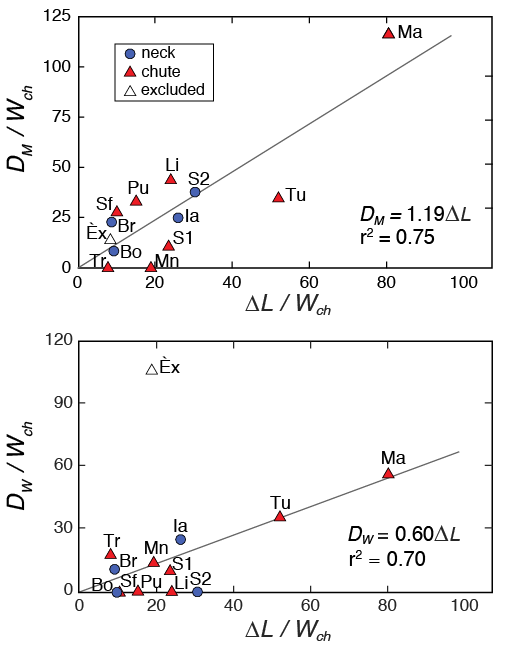 125
100
75
50
25
0
D_M / W_ch
neck
chute
excluded
Ma
Li
S2
Pu
Tu
Sf
Ia
Br
Èx
S1
Bo
Tr
Mn
D_M = 1.19ΔL
r² = 0.75
0 20 40 60 80 100
ΔL / W_ch
120
90
60
30
0
D_W / W_ch
Èx
Ma
Tu
Ia
Tr
Mn
Br
S1
Bo Sf Pu Li S2
D_W = 0.60ΔL
r² = 0.70
0 20 40 60 80 100
ΔL / W_ch